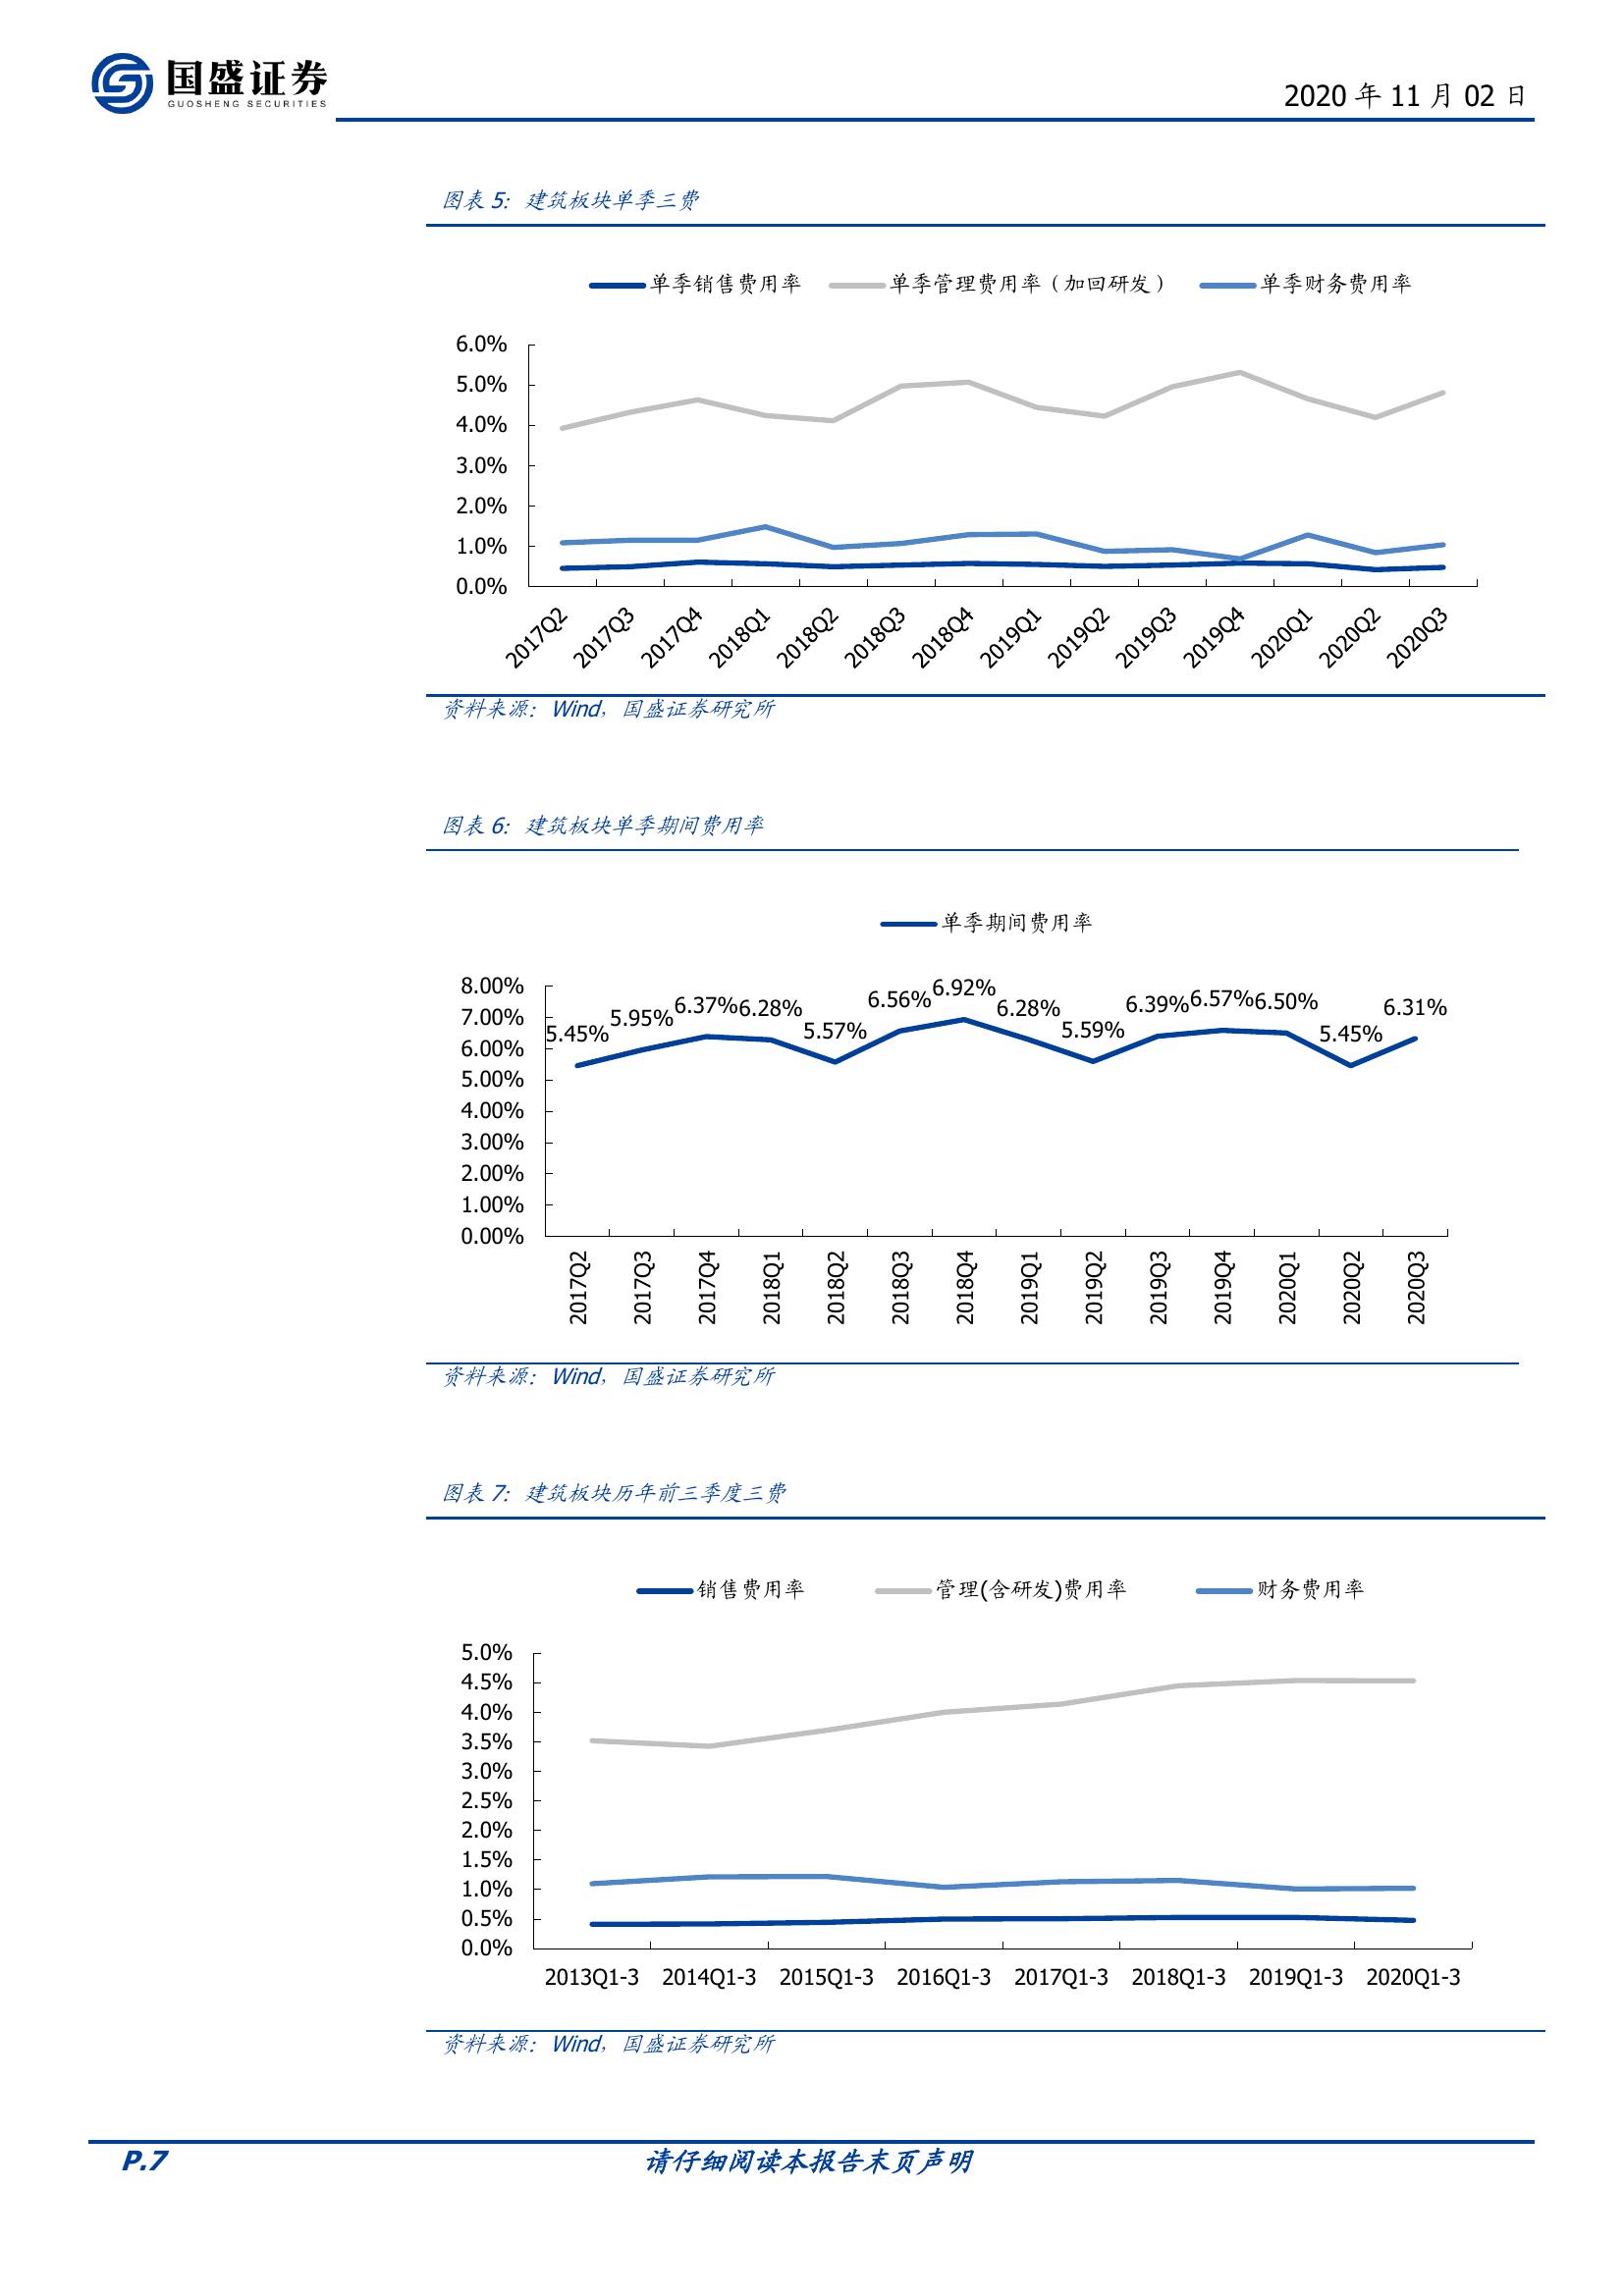 国盛证券
GUOSHENG SECURITIES
2020 年 11 月 02 日
图表 5：建筑板块单季三费
单季销售费用率 单季管理费用率（加回研发） 单季财务费用率
6.0%
5.0%
4.0%
3.0%
2.0%
1.0%
0.0%
2017Q2 2017Q3 2017Q4 2018Q1 2018Q2 2018Q3 2018Q4 2019Q1 2019Q2 2019Q3 2019Q4 2020Q1 2020Q2 2020Q3
资料来源：Wind，国盛证券研究所
图表 6：建筑板块单季期间费用率
单季期间费用率
8.00%
7.00%
6.00%
5.00%
4.00%
3.00%
2.00%
1.00%
0.00%
5.45% 5.95% 6.37% 6.28% 5.57% 6.56% 6.92% 6.28% 5.59% 6.39% 6.57% 6.50% 5.45% 6.31%
2017Q2 2017Q3 2017Q4 2018Q1 2018Q2 2018Q3 2018Q4 2019Q1 2019Q2 2019Q3 2019Q4 2020Q1 2020Q2 2020Q3
资料来源：Wind，国盛证券研究所
图表 7：建筑板块历年前三季度三费
销售费用率 管理(含研发)费用率 财务费用率
5.0%
4.5%
4.0%
3.5%
3.0%
2.5%
2.0%
1.5%
1.0%
0.5%
0.0%
2013Q1-3 2014Q1-3 2015Q1-3 2016Q1-3 2017Q1-3 2018Q1-3 2019Q1-3 2020Q1-3
资料来源：Wind，国盛证券研究所
P.7 请仔细阅读本报告末页声明